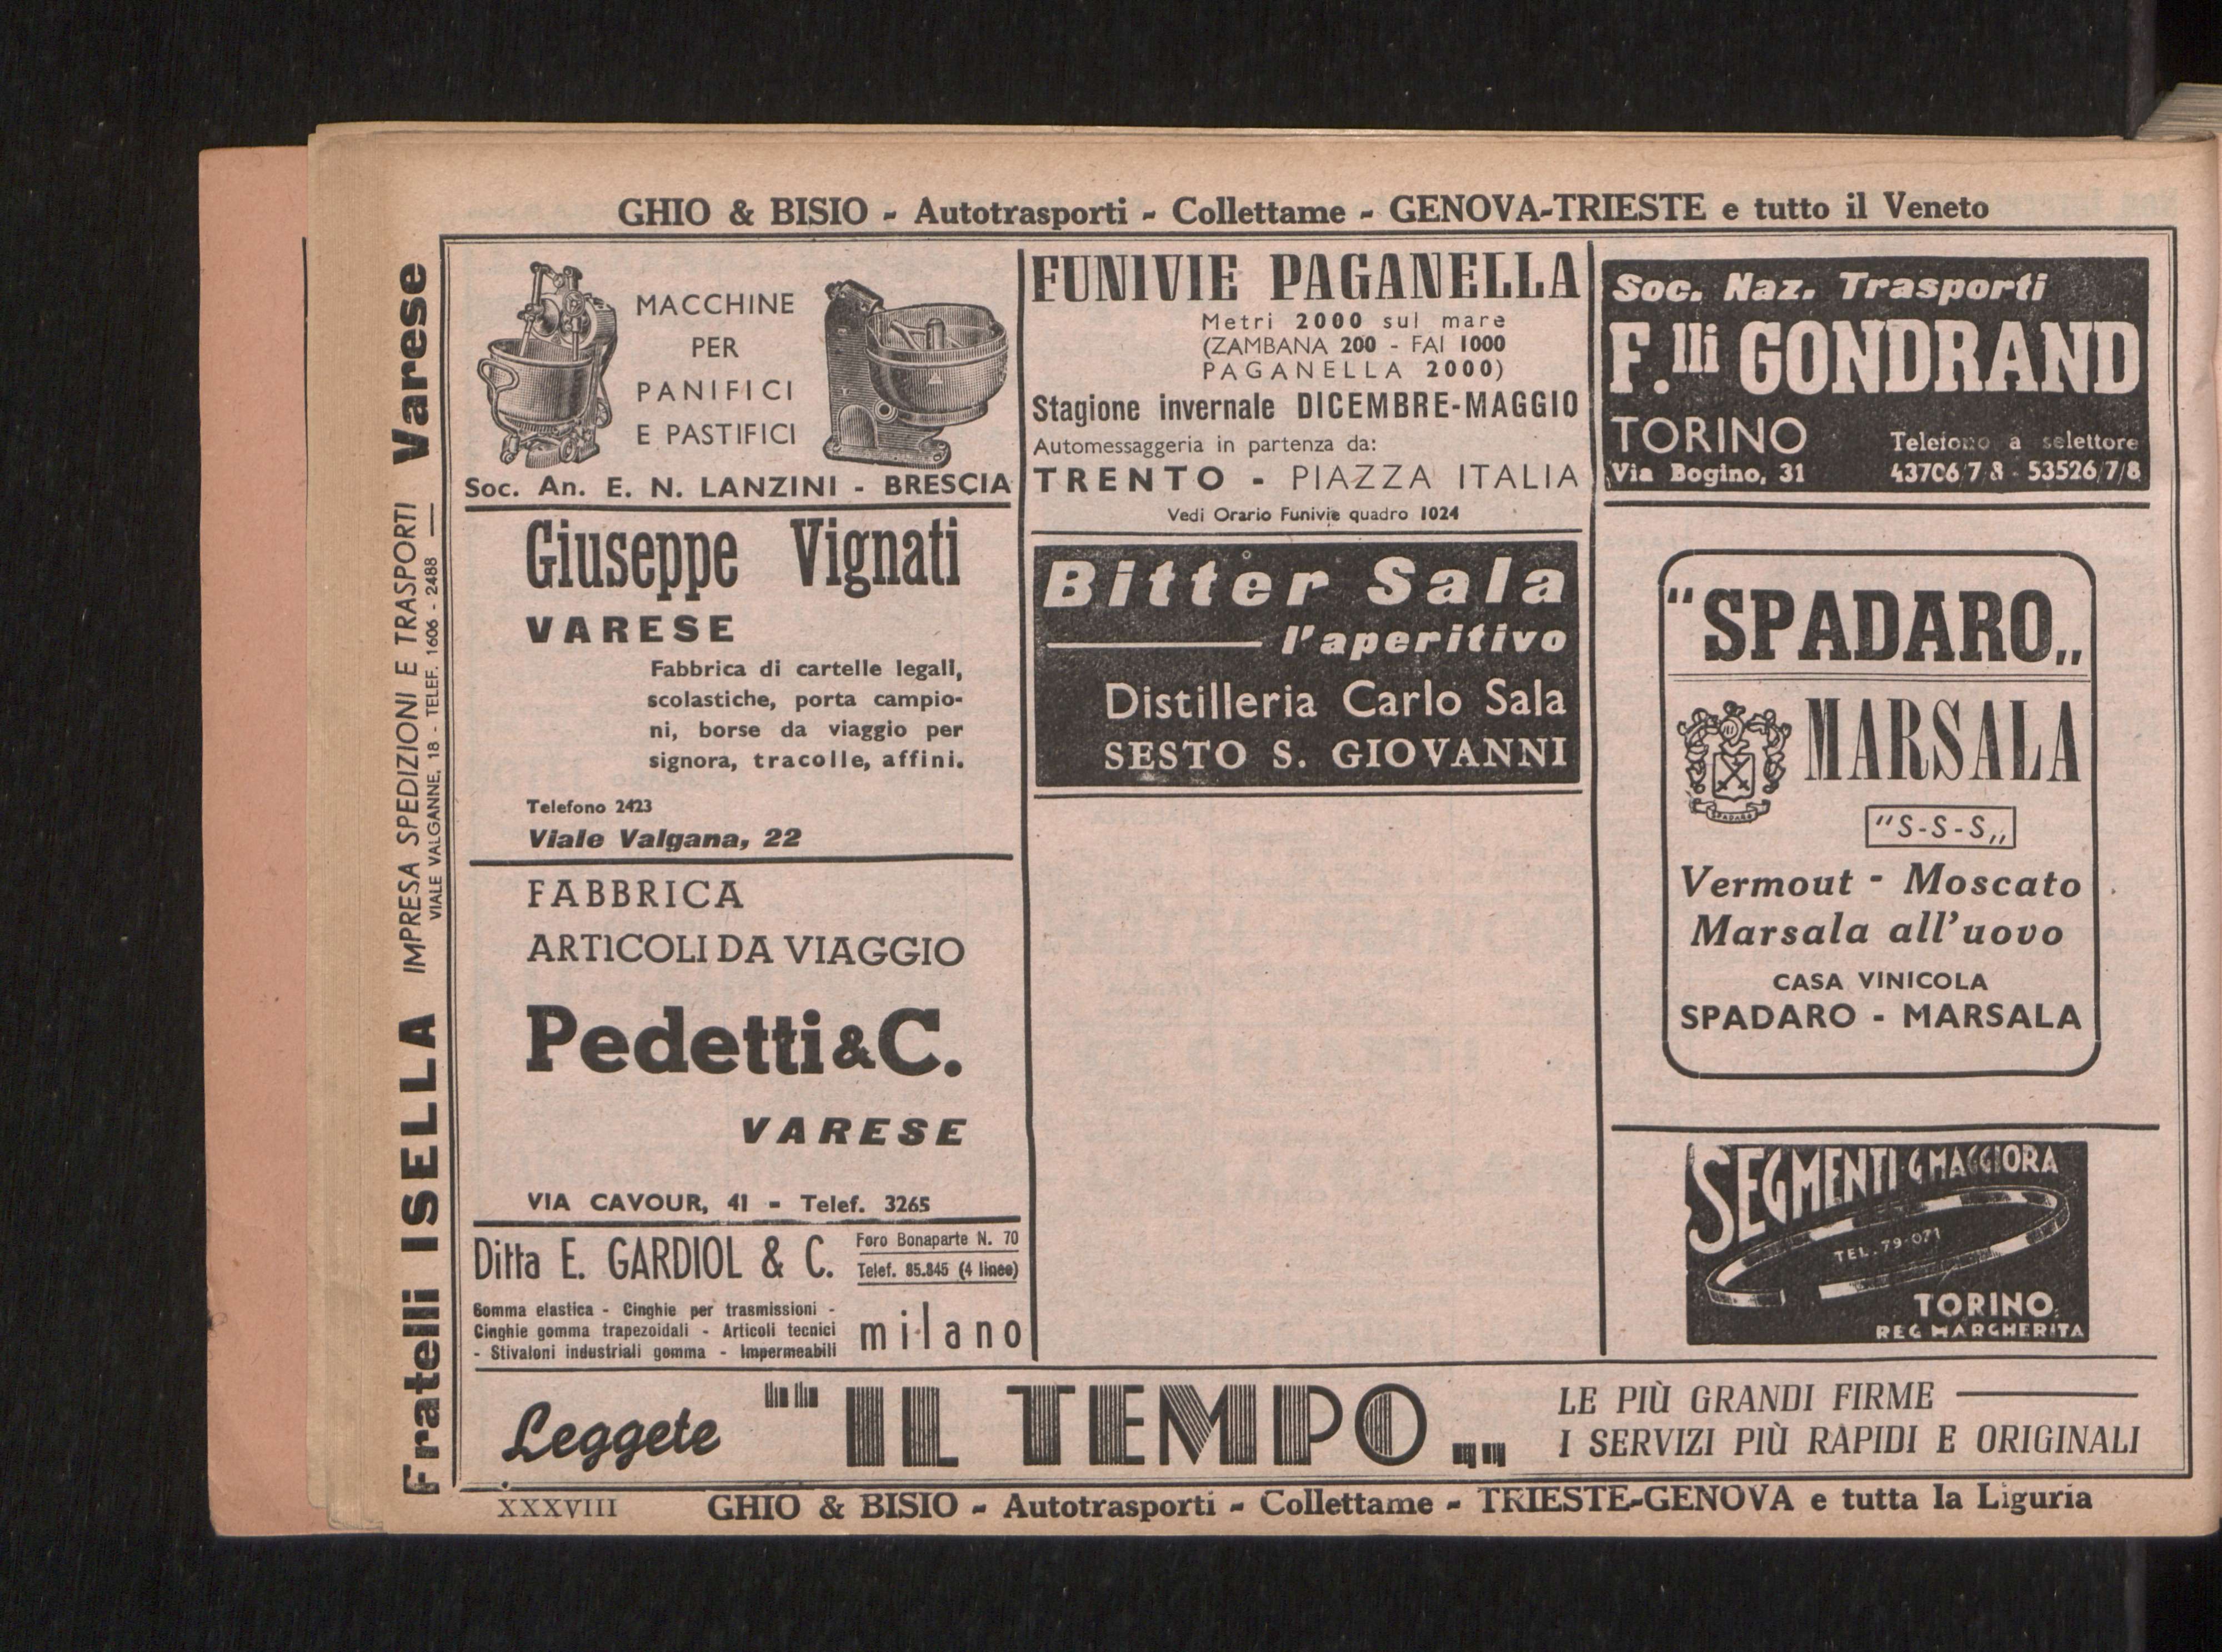 GHIO & BISIO - Autotrasporti - Collettame - GENOVA-TRIESTE e tutto il Veneto
Fratelli ISELLA IMPRESA SPEDIZIONI E TRASPORTI Varese
VIALE VALGANNE, 18 - TELEF. 1606 - 2488
MACCHINE
PER
PANIFICI
E PASTIFICI
Soc. An. E. N. LANZINI - BRESCIA
Giuseppe Vignati
VARESE
Fabbrica di cartelle legali,
scolastiche, porta campio-
ni, borse da viaggio per
signora, tracolle, affini.
Telefono 2423
Viale Valgana, 22
FABBRICA
ARTICOLI DA VIAGGIO
Pedetti & C.
VARESE
VIA CAVOUR, 41 - Telef. 3265
Ditta E. GARDIOL & C.
Foro Bonaparte N. 70
Telef. 85.845 (4 linee)
Gomma elastica - Cinghie per trasmissioni -
Cinghie gomma trapezoidali - Articoli tecnici
- Stivaloni industriali gomma - Impermeabili
milano
FUNIVIE PAGANELLA
Metri 2000 sul mare
(ZAMBANA 200 - FAI 1000
PAGANELLA 2000)
Stagione invernale DICEMBRE-MAGGIO
Automessaggeria in partenza da:
TRENTO - PIAZZA ITALIA
Vedi Orario Funivie quadro 1024
Bitter Sala
l'aperitivo
Distilleria Carlo Sala
SESTO S. GIOVANNI
Soc. Naz. Trasporti
F.lli GONDRAND
TORINO
Telefono a selettore
Via Bogino, 31
43706/7/8 - 53526/7/8
"SPADARO„
MARSALA
SPADARO
"S-S-S„
Vermout - Moscato
Marsala all'uovo
CASA VINICOLA
SPADARO - MARSALA
SEGMENTI G MAGGIORA
TEL. 79-071
TORINO
REG MARGHERITA
Leggete "IL TEMPO„
LE PIÙ GRANDI FIRME
I SERVIZI PIÙ RAPIDI E ORIGINALI
XXXVIII
GHIO & BISIO - Autotrasporti - Collettame - TRIESTE-GENOVA e tutta la Liguria